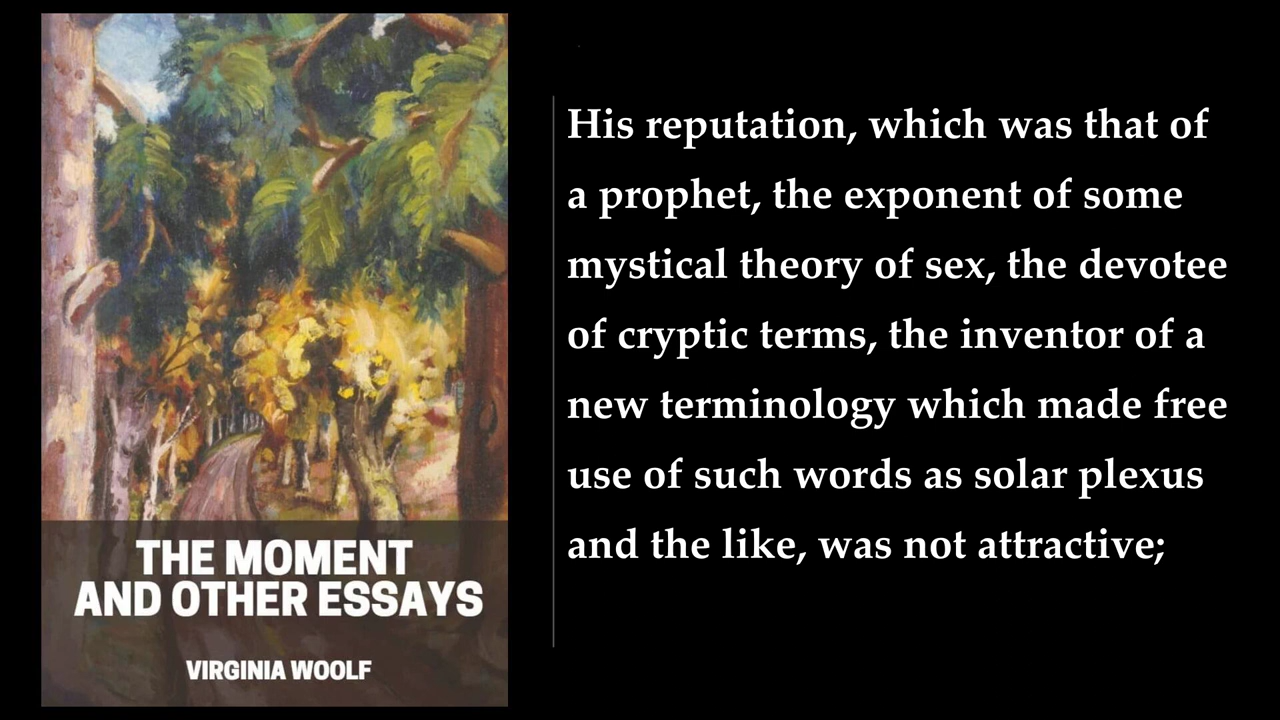 THE MOMENT
AND OTHER ESSAYS
VIRGINIA WOOLF
His reputation, which was that of
a prophet, the exponent of some
mystical theory of sex, the devotee
of cryptic terms, the inventor of a
new terminology which made free
use of such words as solar plexus
and the like, was not attractive;